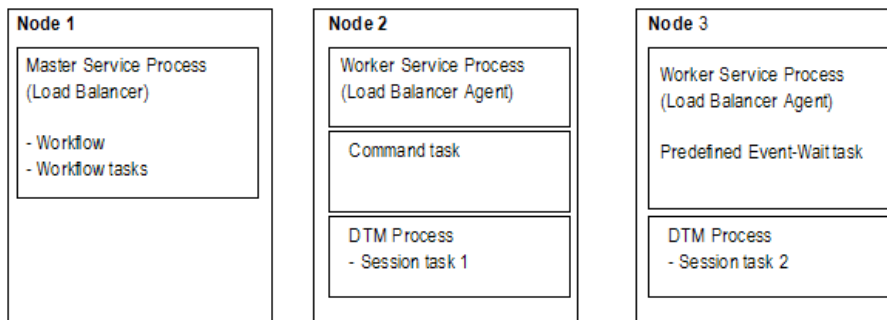 Node 1
Master Service Process
(Load Balancer)
- Workflow
- Workflow tasks
Node 2
Worker Service Process
(Load Balancer Agent)
Command task
DTM Process
- Session task 1
Node 3
Worker Service Process
(Load Balancer Agent)
Predefined Event-Wait task
DTM Process
- Session task 2